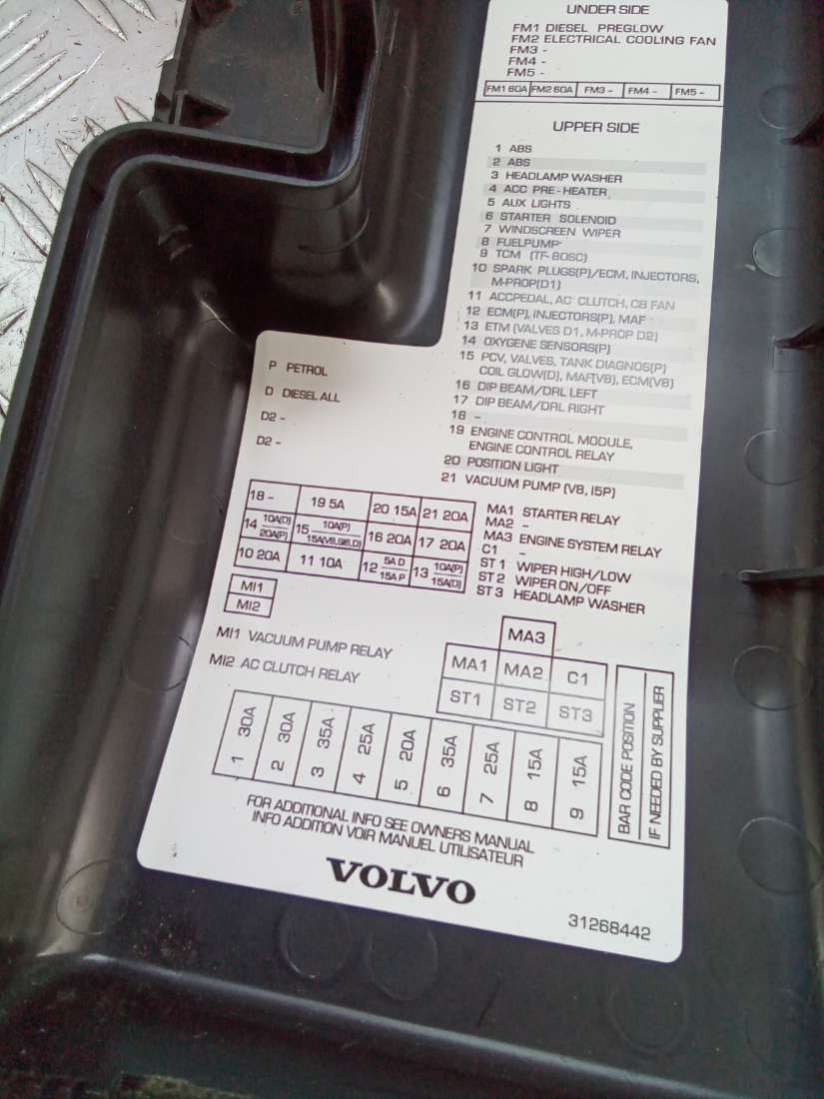 UNDER SIDE
FM1 DIESEL PREGLOW
FM2 ELECTRICAL COOLING FAN
FM3 -
FM4 -
FM5 -
FM1 60A FM2 60A FM3 - FM4 - FM5 -
UPPER SIDE
1 ABS
2 ABS
3 HEADLAMP WASHER
4 ACC PRE-HEATER
5 AUX LIGHTS
6 STARTER SOLENOID
7 WINDSCREEN WIPER
8 FUELPUMP
9 TCM (TF-80SC)
10 SPARK PLUGS(P)/ECM, INJECTORS,
M-PROP(D1)
11 ACCPEDAL, AC CLUTCH, CB FAN
12 ECM(P), INJECTORS(P), MAF
13 ETM (VALVES D1, M-PROP D2)
14 OXYGENE SENSORS(P)
15 PCV, VALVES, TANK DIAGNOS(P)
COIL GLOW(D), MAF(V8), ECM(V8)
16 DIP BEAM/DRL LEFT
17 DIP BEAM/DRL RIGHT
18 -
19 ENGINE CONTROL MODULE,
ENGINE CONTROL RELAY
20 POSITION LIGHT
21 VACUUM PUMP (V8, I5P)
P PETROL
D DIESEL ALL
D2 -
D2 -
18 - 19 5A 20 15A 21 20A
14 10A(D) 20A(P) 15 10A(P) 16 20A 17 20A
10 20A 11 10A 12 5A D 15A P 13 10A(P) 15A(D)
MA1 STARTER RELAY
MA2 -
MA3 ENGINE SYSTEM RELAY
C1 -
ST1 WIPER HIGH/LOW
ST2 WIPER ON/OFF
ST3 HEADLAMP WASHER
MI1
MI2
MI1 VACUUM PUMP RELAY
MI2 AC CLUTCH RELAY
MA3
MA1 MA2 C1
ST1 ST2 ST3
1 30A 2 30A 3 35A 4 25A 5 20A 6 35A 7 25A 8 15A 9 15A
BAR CODE POSITION
IF NEEDED BY SUPPLIER
FOR ADDITIONAL INFO SEE OWNERS MANUAL
INFO ADDITION VOIR MANUEL UTILISATEUR
VOLVO
31268442